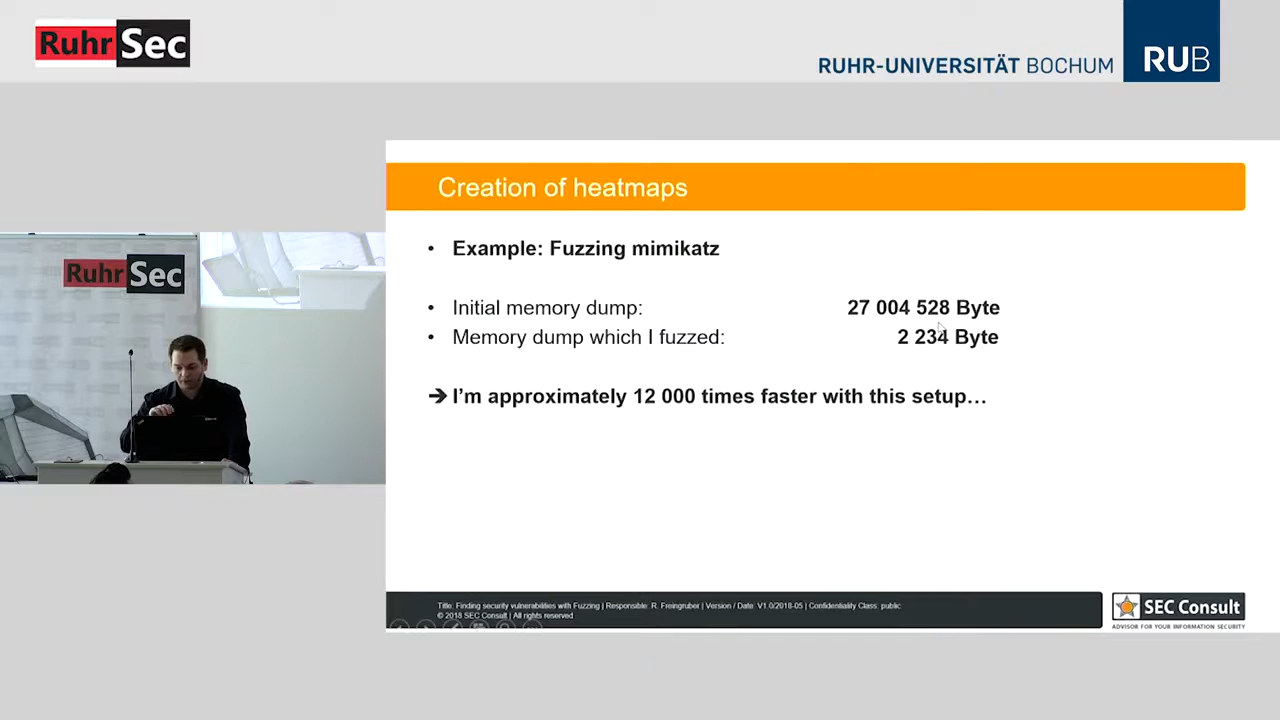 RuhrSec
RUHR-UNIVERSITÄT BOCHUM
RUB
RuhrSec
Creation of heatmaps
• Example: Fuzzing mimikatz
• Initial memory dump: 27 004 528 Byte
• Memory dump which I fuzzed: 2 234 Byte
➔ I’m approximately 12 000 times faster with this setup…
Title: Finding security vulnerabilities with Fuzzing | Responsible: R. Freingruber | Version / Date: V1.0/2018-05 | Confidentiality Class: public
© 2018 SEC Consult | All rights reserved
SEC Consult
ADVISOR FOR YOUR INFORMATION SECURITY